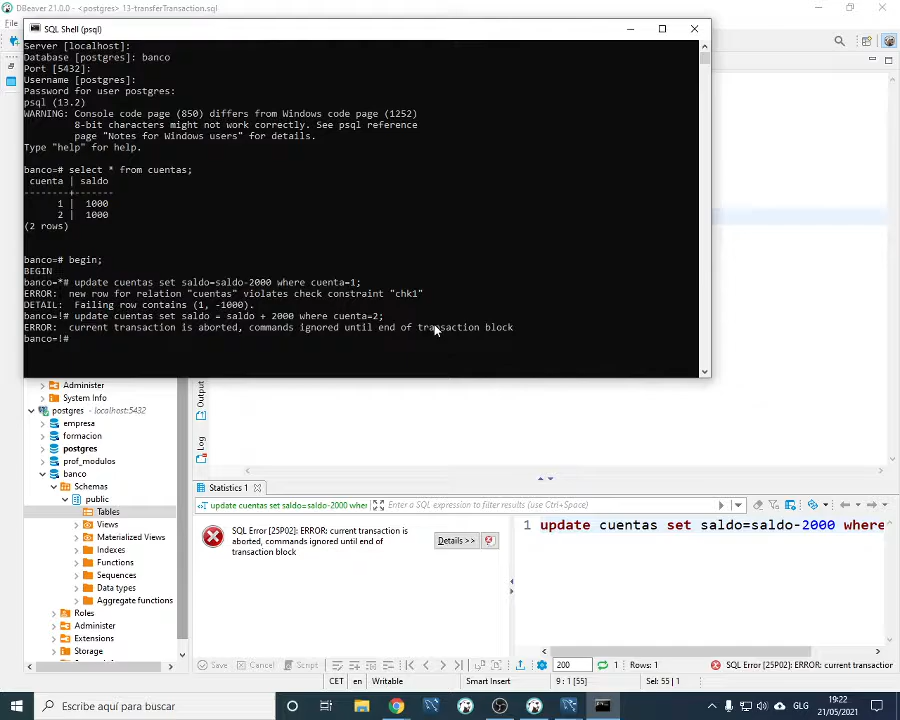 DBeaver 21.0.4 - <postgres> 13-transferTransaction.sql
File
SQL Shell (psql)
Server [localhost]:
Database [postgres]: banco
Port [5432]:
Username [postgres]:
Password for user postgres:
psql (13.2)
WARNING: Console code page (850) differs from Windows code page (1252)
8-bit characters might not work correctly. See psql reference
page "Notes for Windows users" for details.
Type "help" for help.
banco=# select * from cuentas;
cuenta | saldo
--------+-------
1 | 1000
2 | 1000
(2 rows)
banco=# begin;
BEGIN
banco=*# update cuentas set saldo=saldo-2000 where cuenta=1;
ERROR:  new row for relation "cuentas" violates check constraint "chk1"
DETAIL:  Failing row contains (1, -1000).
banco=!# update cuentas set saldo = saldo + 2000 where cuenta=2;
ERROR:  current transaction is aborted, commands ignored until end of transaction block
banco=!#
Administer
System Info
postgres - localhost:5432
empresa
formacion
postgres
prof_modulos
banco
Schemas
public
Tables
Views
Materialized Views
Indexes
Functions
Sequences
Data types
Aggregate functions
Roles
Administer
Extensions
Storage
Output
Log
Statistics 1
update cuentas set saldo=saldo-2000 wher
Enter a SQL expression to filter results (use Ctrl+Space)
SQL Error [25P02]: ERROR: current transaction is
aborted, commands ignored until end of
transaction block
Details >>
1 update cuentas set saldo=saldo-2000 where
Save
Cancel
Script
200
1
Rows: 1
SQL Error [25P02]: ERROR: current transaction
CET
en
Writable
Smart Insert
9 : 1 [55]
Sel: 55 | 1
Escribe aquí para buscar
GLG
19:22
21/05/2021